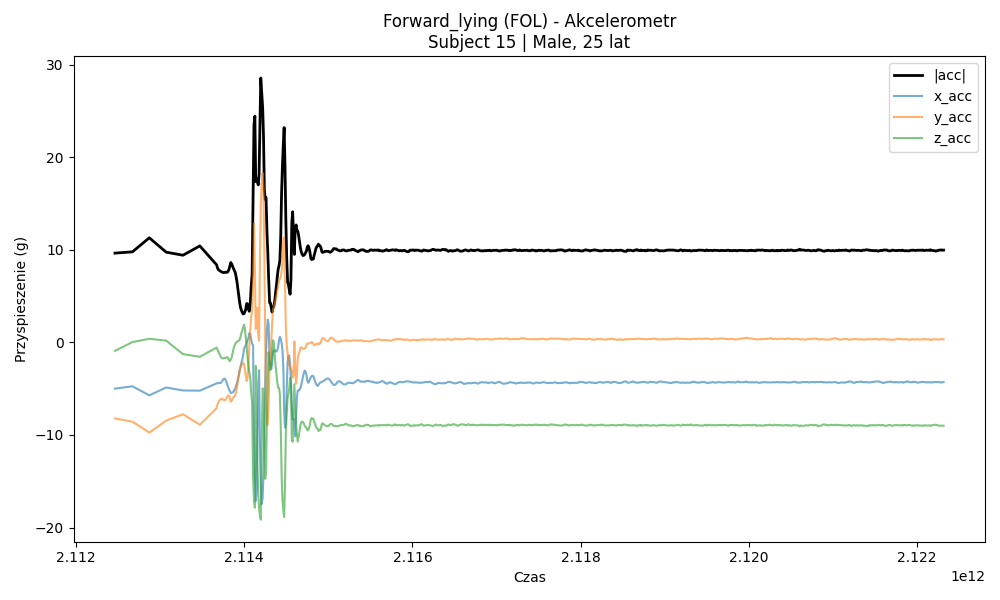 Forward_lying (FOL) - Akcelerometr
Subject 15 | Male, 25 lat
30
20
10
0
−10
−20
Przyspieszenie (g)
|acc|
x_acc
y_acc
z_acc
2.112
2.114
2.116
2.118
2.120
2.122
1e12
Czas